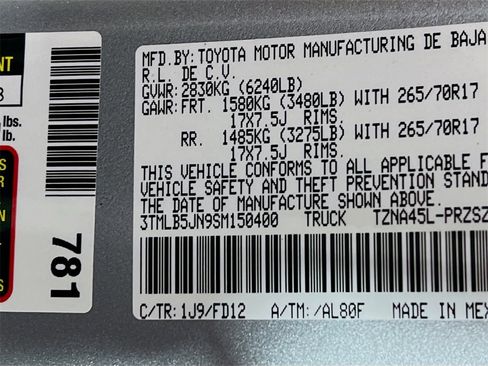 NT
3
lbs.
lb.
S
R
N
S
781
MFD.BY:TOYOTA MOTOR MANUFACTURING DE BAJA
R.L. DE C.V.
GVWR:2830KG (6240LB)
GAWR:FRT. 1580KG (3480LB) WITH 265/70R17
17X7.5J RIMS.
RR. 1485KG (3275LB) WITH 265/70R17
17X7.5J RIMS.
THIS VEHICLE CONFORMS TO ALL APPLICABLE F
VEHICLE SAFETY AND THEFT PREVENTION STAND
THE DATE OF MANUFACTURE SHOWN ABOVE.
3TMLB5JN9SM150400 TRUCK TZNA45L-PRZSZ
C/TR:1J9/FD12 A/TM:/AL80F MADE IN MEX